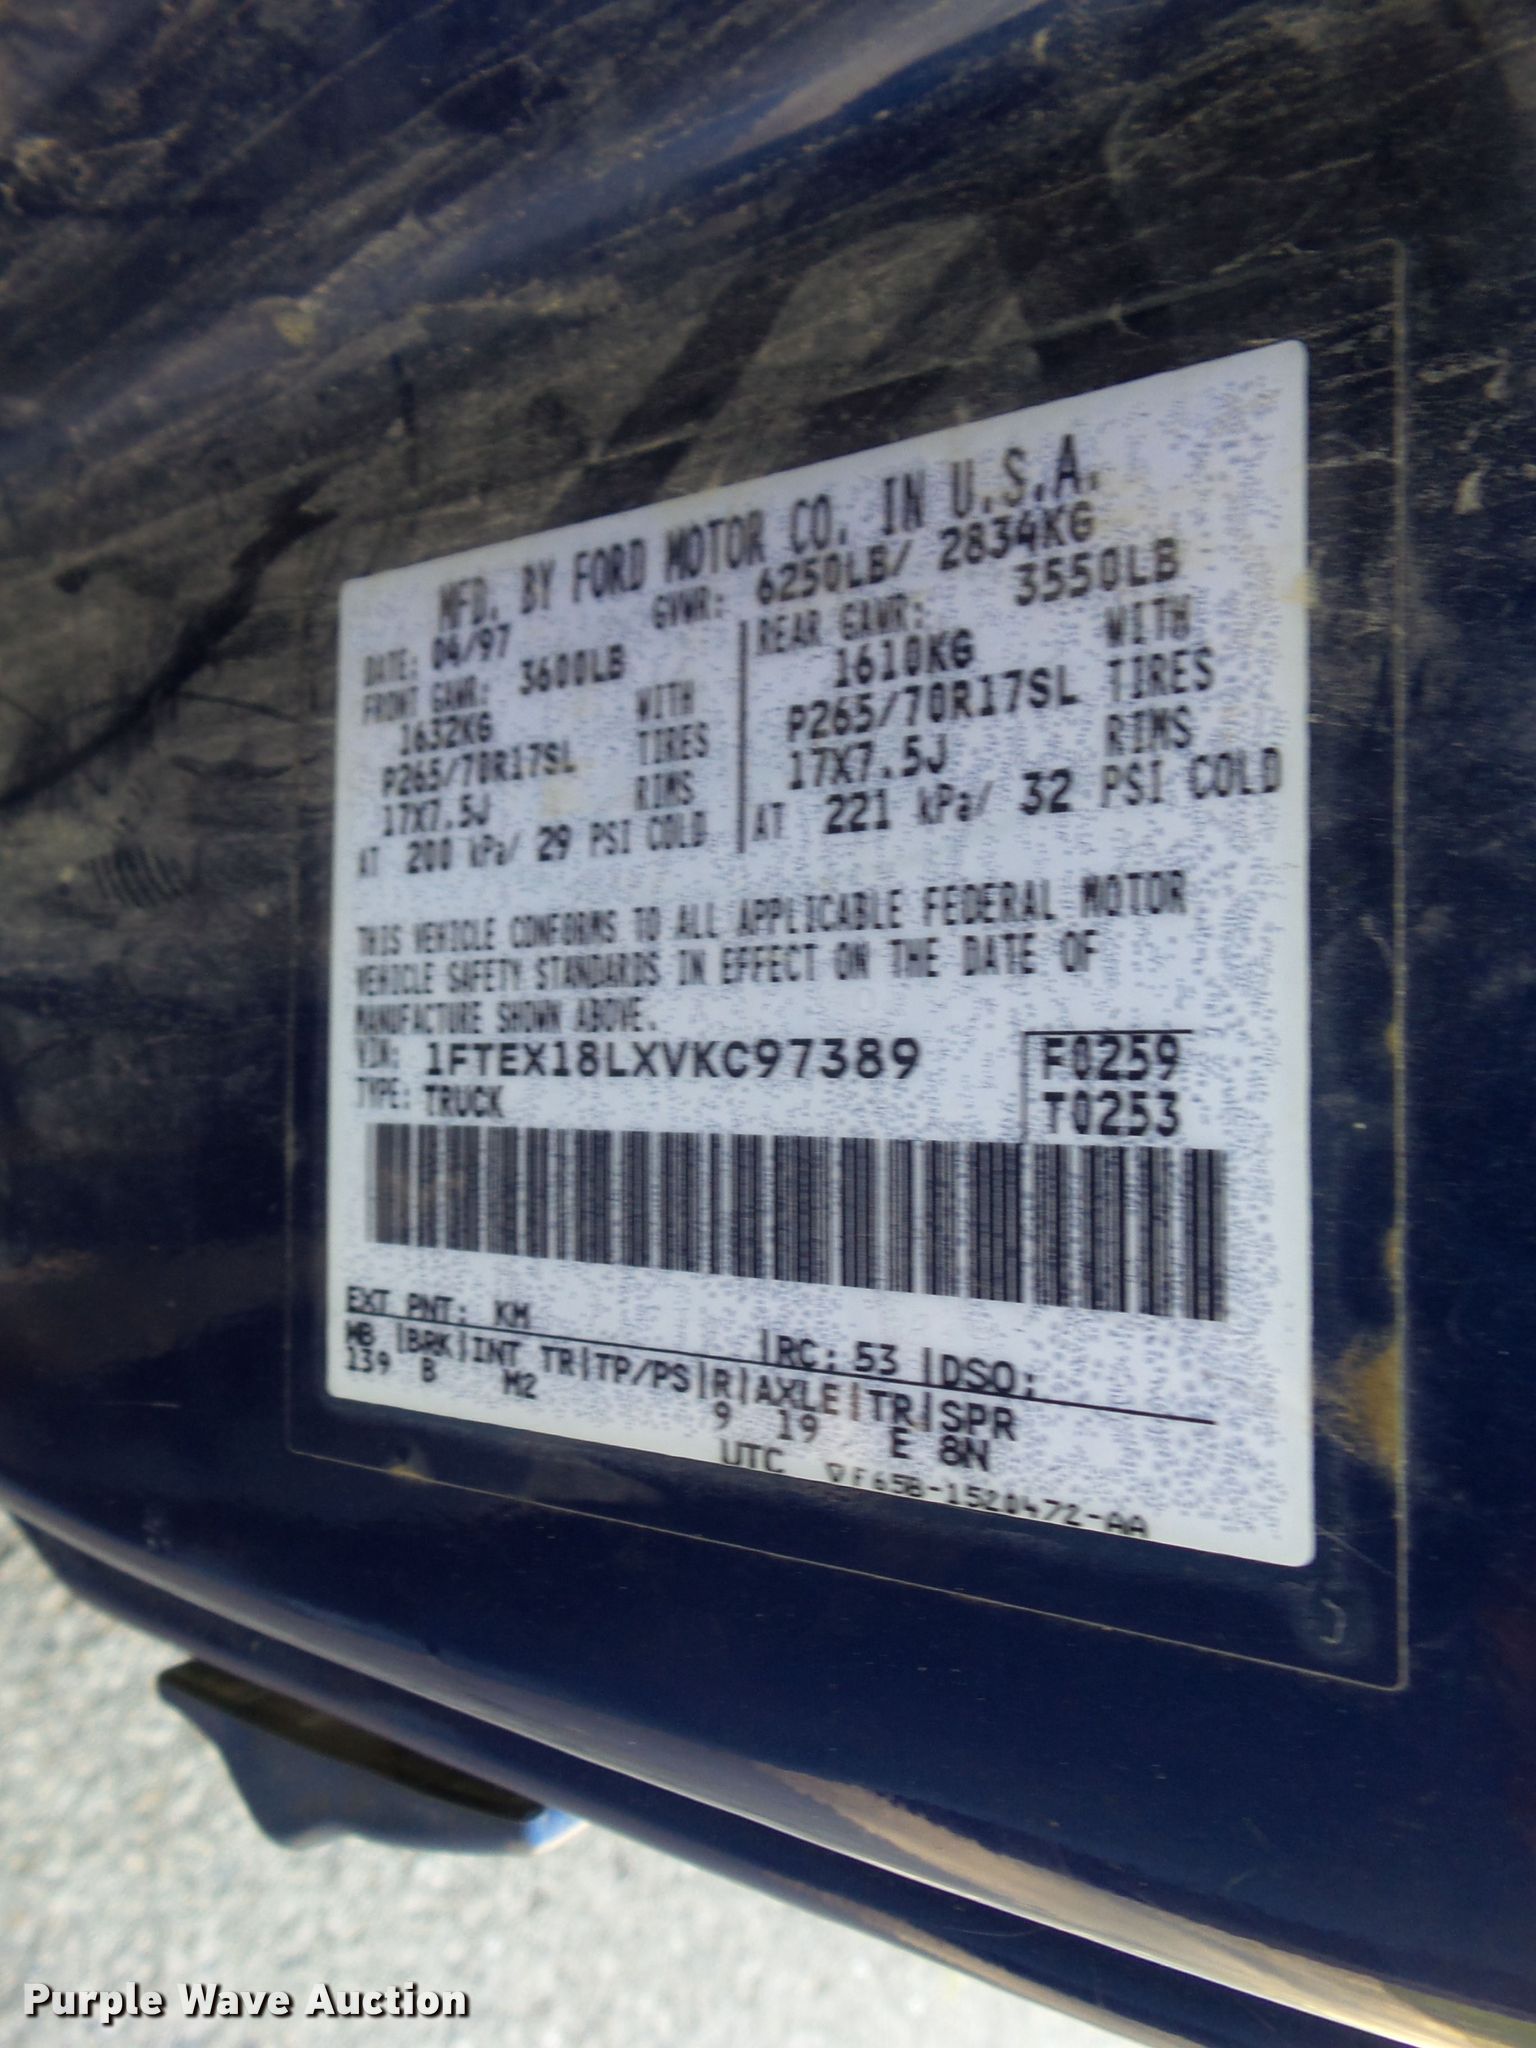 MFD. BY FORD MOTOR CO. IN U.S.A.
DATE: 04/97 GVWR: 6250LB/ 2834KG
FRONT GAWR: 3600LB
1632KG WITH
P265/70R17SL TIRES
17X7.5J RIMS
AT 200 kPa/ 29 PSI COLD
REAR GAWR: 3550LB
1610KG WITH
P265/70R17SL TIRES
17X7.5J RIMS
AT 221 kPa/ 32 PSI COLD
THIS VEHICLE CONFORMS TO ALL APPLICABLE FEDERAL MOTOR
VEHICLE SAFETY STANDARDS IN EFFECT ON THE DATE OF
MANUFACTURE SHOWN ABOVE.
VIN: 1FTEX18LXVKC97389
TYPE: TRUCK
F0259
T0253
EXT PNT: KM |RC: 53 |DSO:
WB |BRK|INT TR|TP/PS|R|AXLE|TR|SPR
139 B M2 9 19 E 8N
UTC ▽F65B-1520472-AA
Purple Wave Auction